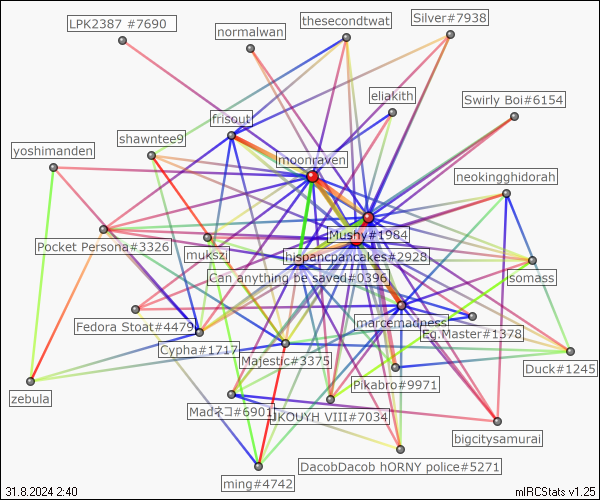 LPK2387 #7690
normalwan
thesecondtwat
Silver#7938
eliakith
Swirly Boi#6154
frisout
shawntee9
yoshimanden
moonraven
neokingghidorah
Mushy#1984
Pocket Persona#3326
muksz
hispancpancakes#2928
Can anything be saved#0396
isomass
Fedora Stoat#4479
marcemadness
Eg.Master#1378
Cypha#1717
Majestic#3375
Duck#1245
Pikabro#9971
zebula
Madネコ#6901
JKOUYH VIII#7034
bigcitysamurai
DacobDacob hORNY police#5271
ming#4742
31.8.2024 2:40
mIRCStats v1.25